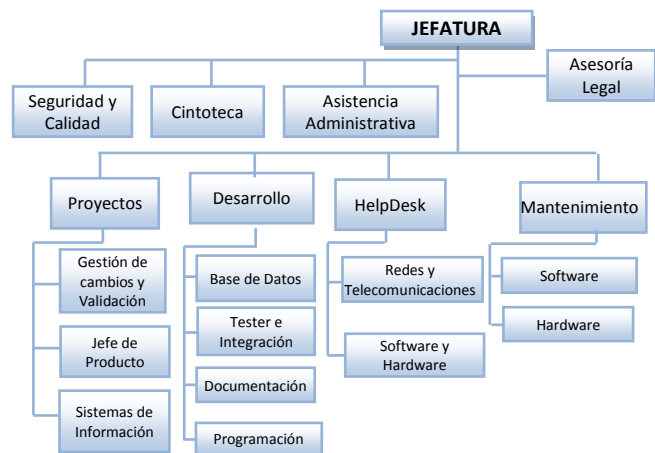 JEFATURA
Asesoría
Legal
Seguridad y
Calidad
Cintoteca
Asistencia
Administrativa
Proyectos
Desarrollo
HelpDesk
Mantenimiento
Gestión de
cambios y
Validación
Jefe de
Producto
Sistemas de
Información
Base de Datos
Tester e
Integración
Documentación
Programación
Redes y
Telecomunicaciones
Software y
Hardware
Software
Hardware